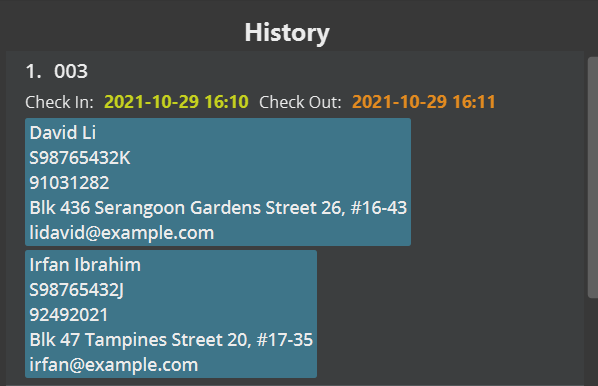 History
1. 003
Check In: 2021-10-29 16:10 Check Out: 2021-10-29 16:11
David Li
S98765432K
91031282
Blk 436 Serangoon Gardens Street 26, #16-43
lidavid@example.com
Irfan Ibrahim
S98765432J
92492021
Blk 47 Tampines Street 20, #17-35
irfan@example.com